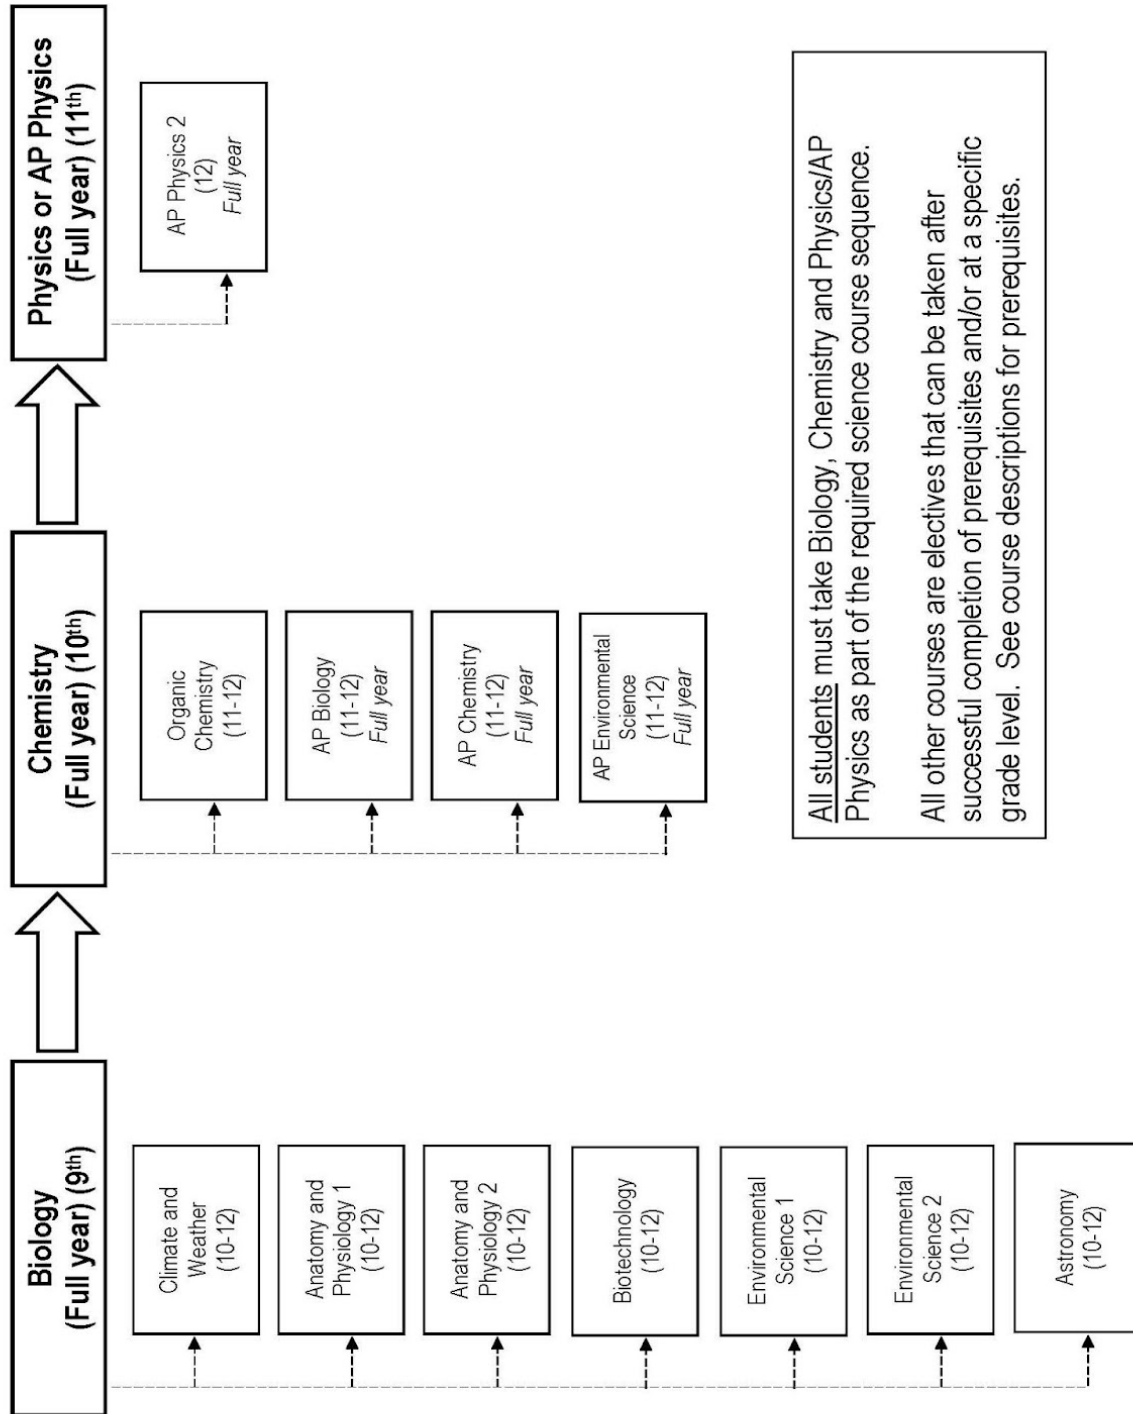 Biology
(Full year) (9th)
Chemistry
(Full year) (10th)
Physics or AP Physics
(Full year) (11th)
Climate and
Weather
(10-12)
Anatomy and
Physiology 1
(10-12)
Anatomy and
Physiology 2
(10-12)
Biotechnology
(10-12)
Environmental
Science 1
(10-12)
Environmental
Science 2
(10-12)
Astronomy
(10-12)
Organic
Chemistry
(11-12)
AP Biology
(11-12)
Full year
AP Chemistry
(11-12)
Full year
AP Environmental
Science
(11-12)
Full year
AP Physics 2
(12)
Full year
All students must take Biology, Chemistry and Physics/AP
Physics as part of the required science course sequence.
All other courses are electives that can be taken after
successful completion of prerequisites and/or at a specific
grade level. See course descriptions for prerequisites.